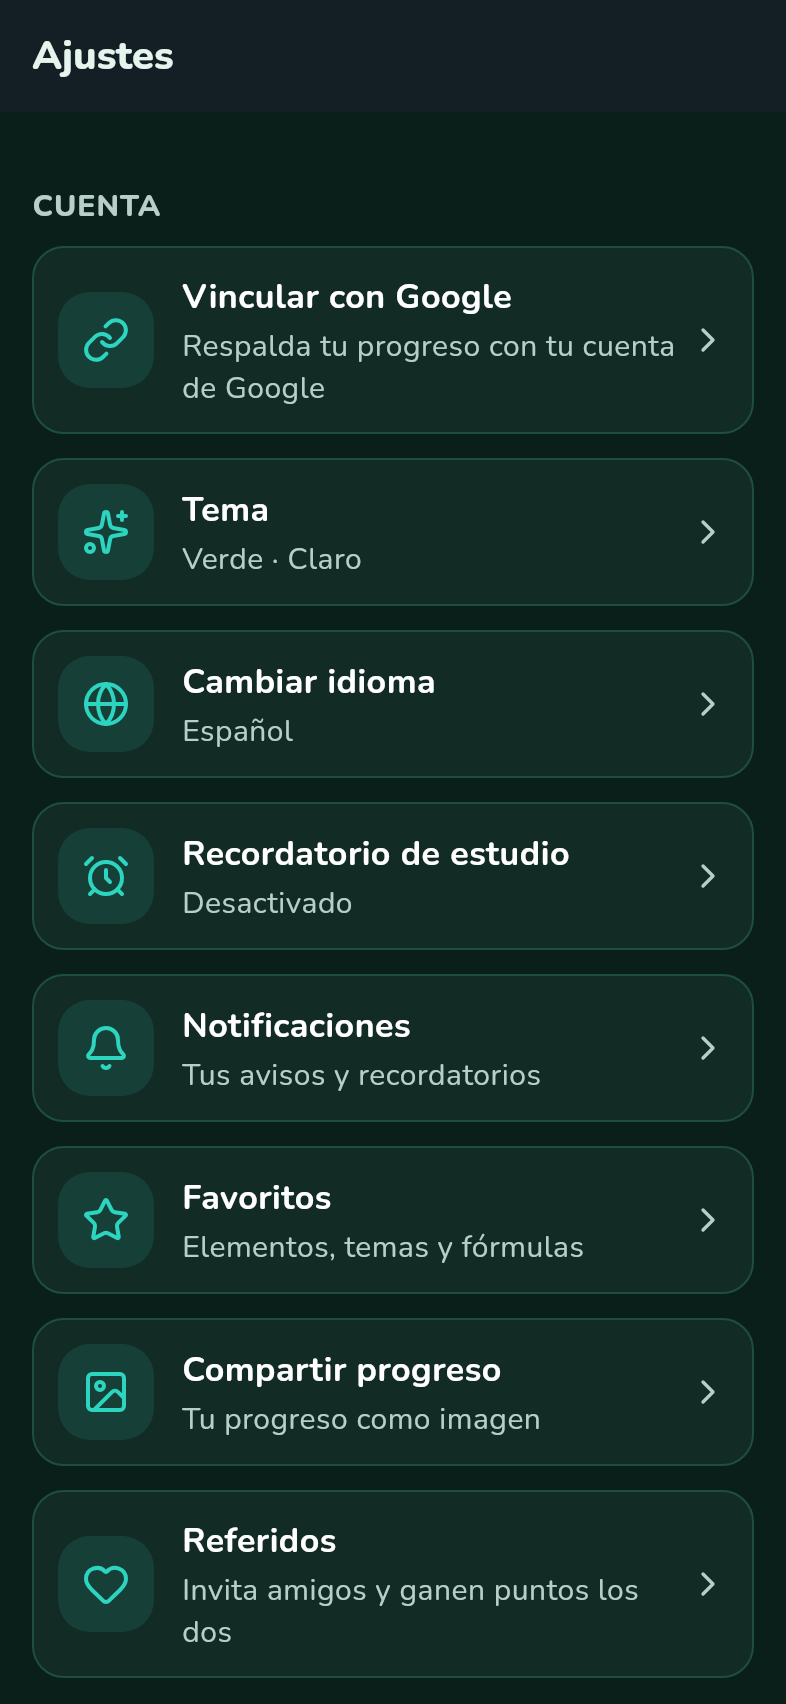 Ajustes
CUENTA
Vincular con Google
Respalda tu progreso con tu cuenta
de Google
Tema
Verde · Claro
Cambiar idioma
Español
Recordatorio de estudio
Desactivado
Notificaciones
Tus avisos y recordatorios
Favoritos
Elementos, temas y fórmulas
Compartir progreso
Tu progreso como imagen
Referidos
Invita amigos y ganen puntos los
dos